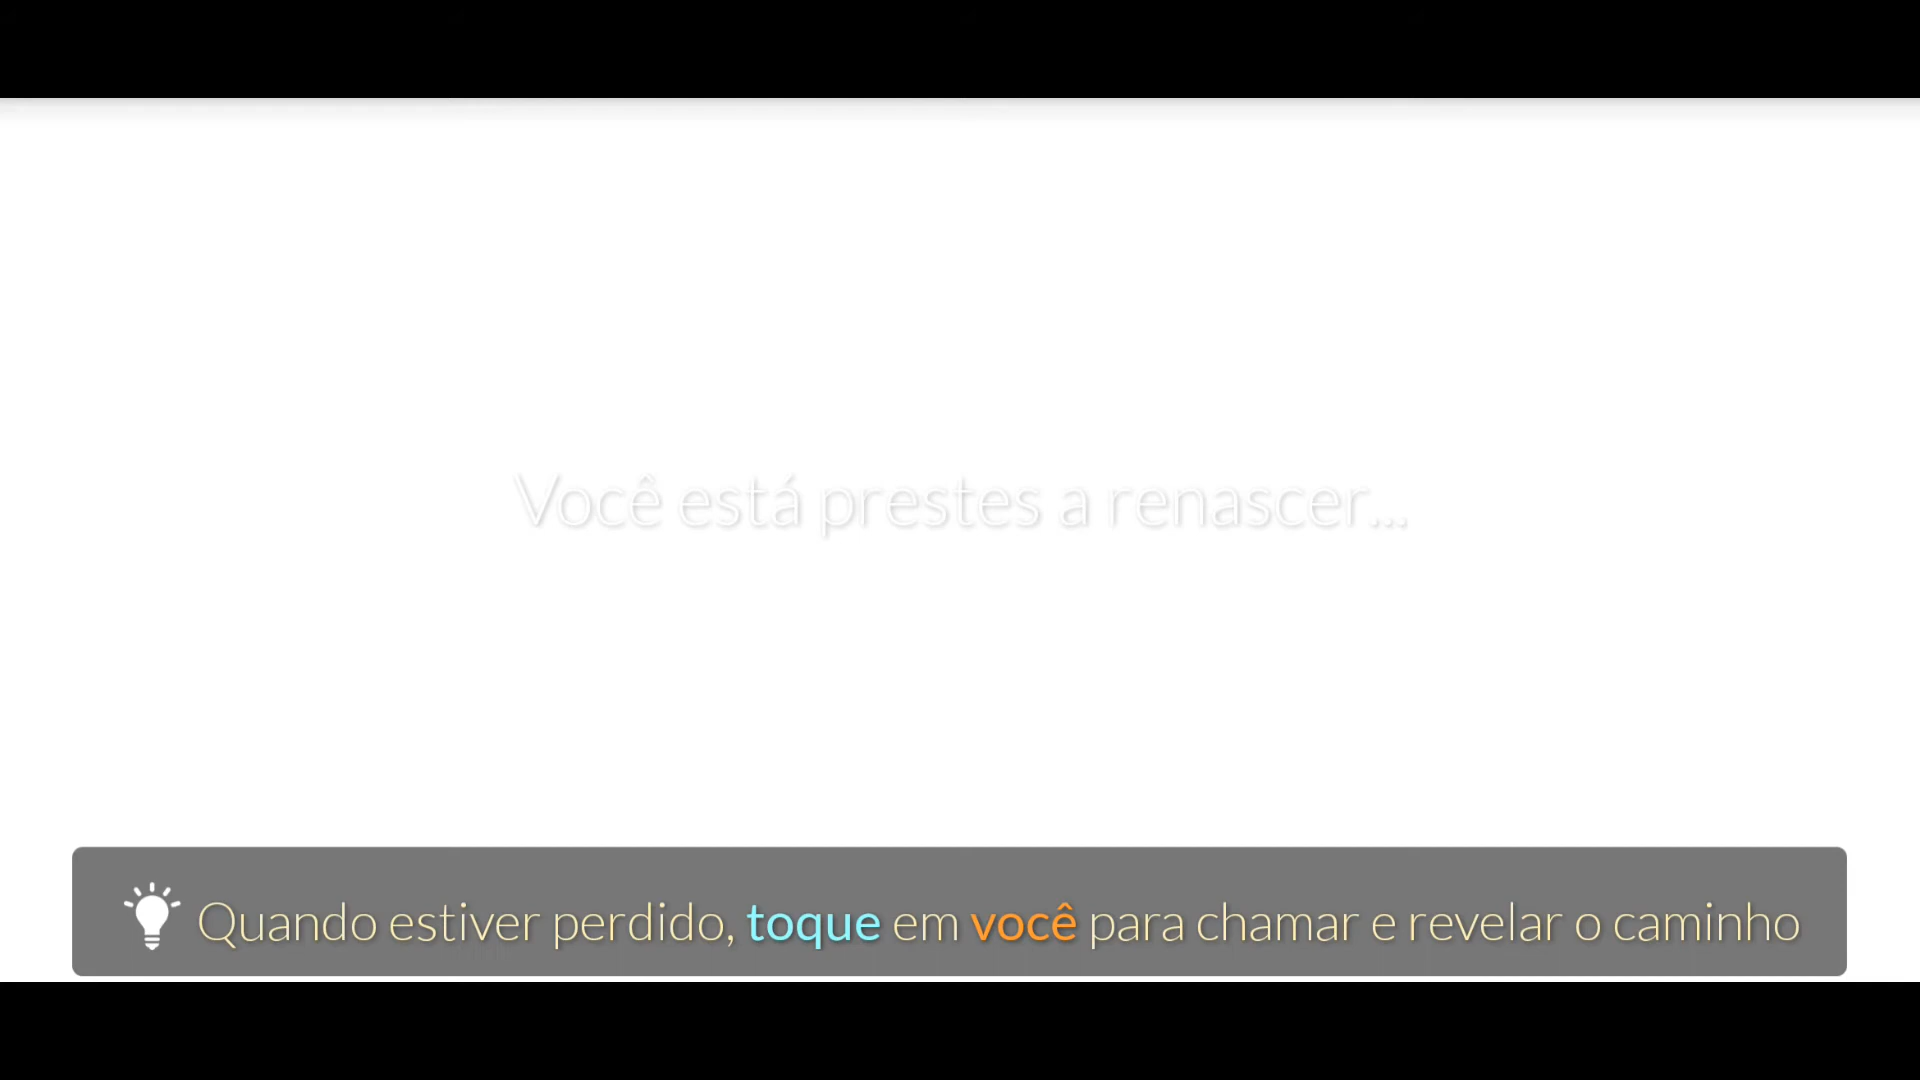 Você está prestes a renascer...
Quando estiver perdido, toque em você para chamar e revelar o caminho